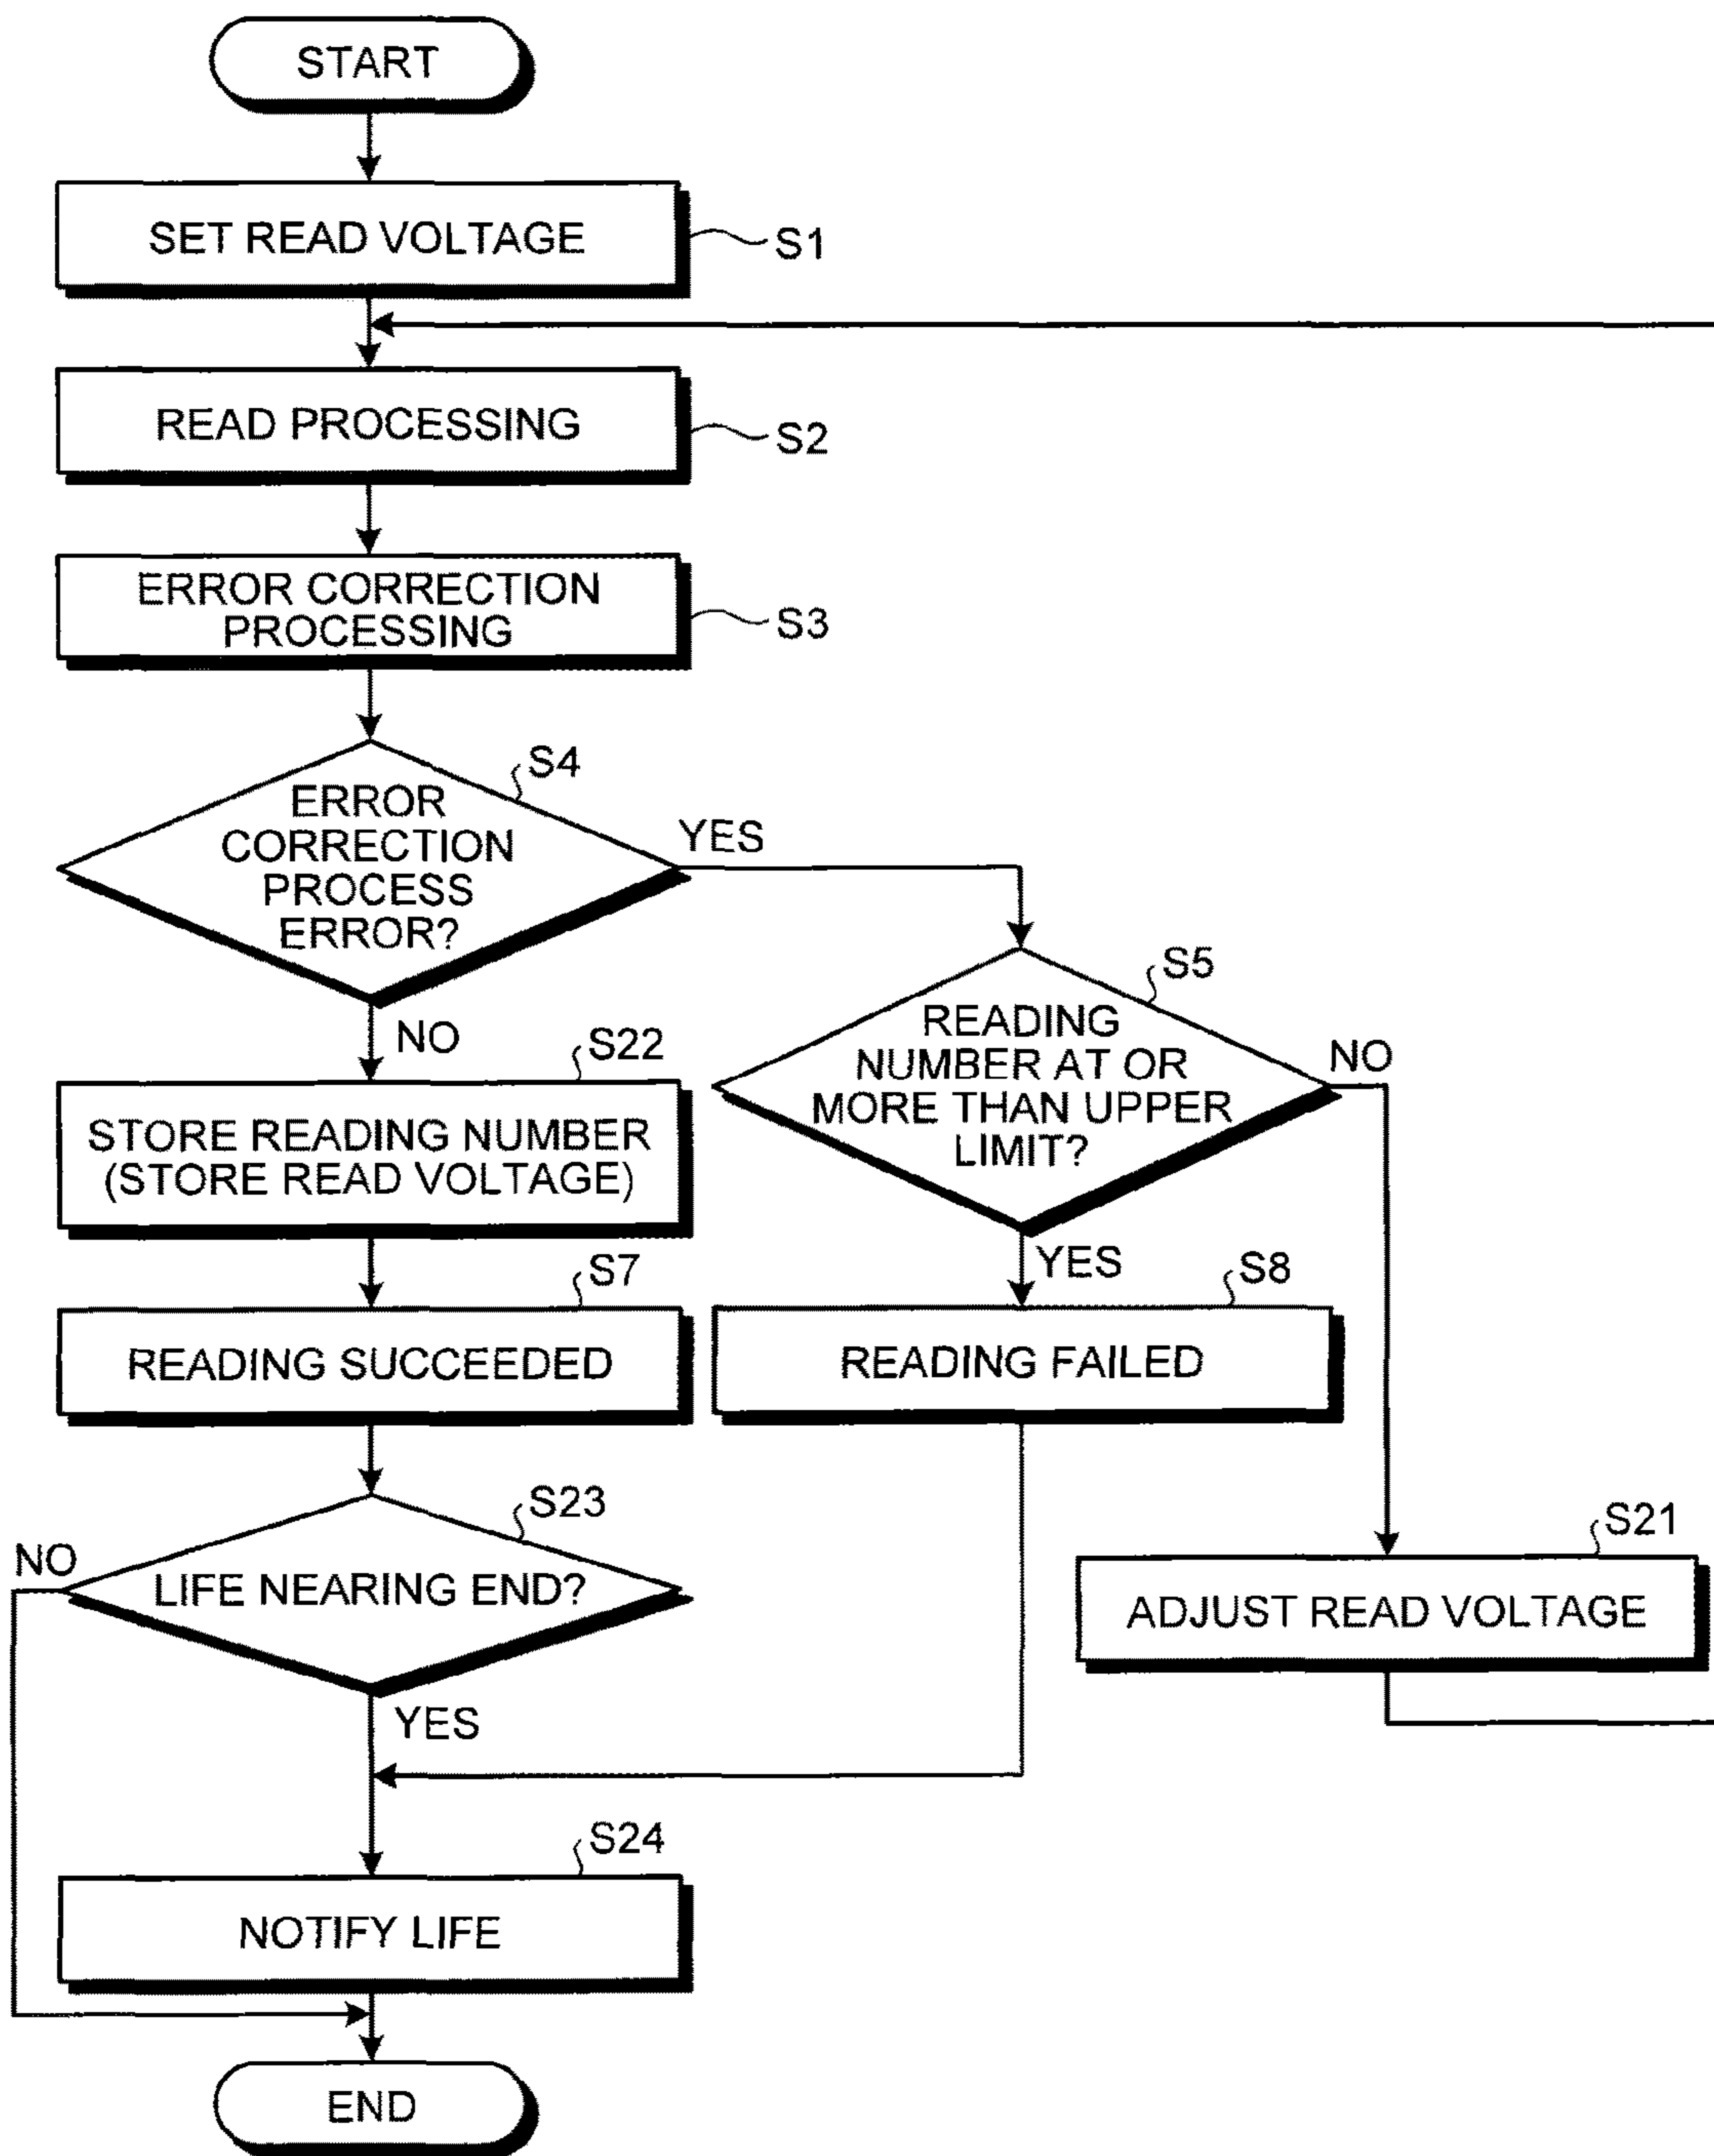 START
SET READ VOLTAGE
S1
READ PROCESSING
S2
ERROR CORRECTION
PROCESSING
S3
S4
ERROR
CORRECTION
PROCESS
ERROR?
YES
NO
S5
READING
NUMBER AT OR
MORE THAN UPPER
LIMIT?
NO
YES
S22
STORE READING NUMBER
(STORE READ VOLTAGE)
S7
READING SUCCEEDED
S8
READING FAILED
S23
LIFE NEARING END?
NO
YES
S21
ADJUST READ VOLTAGE
S24
NOTIFY LIFE
END